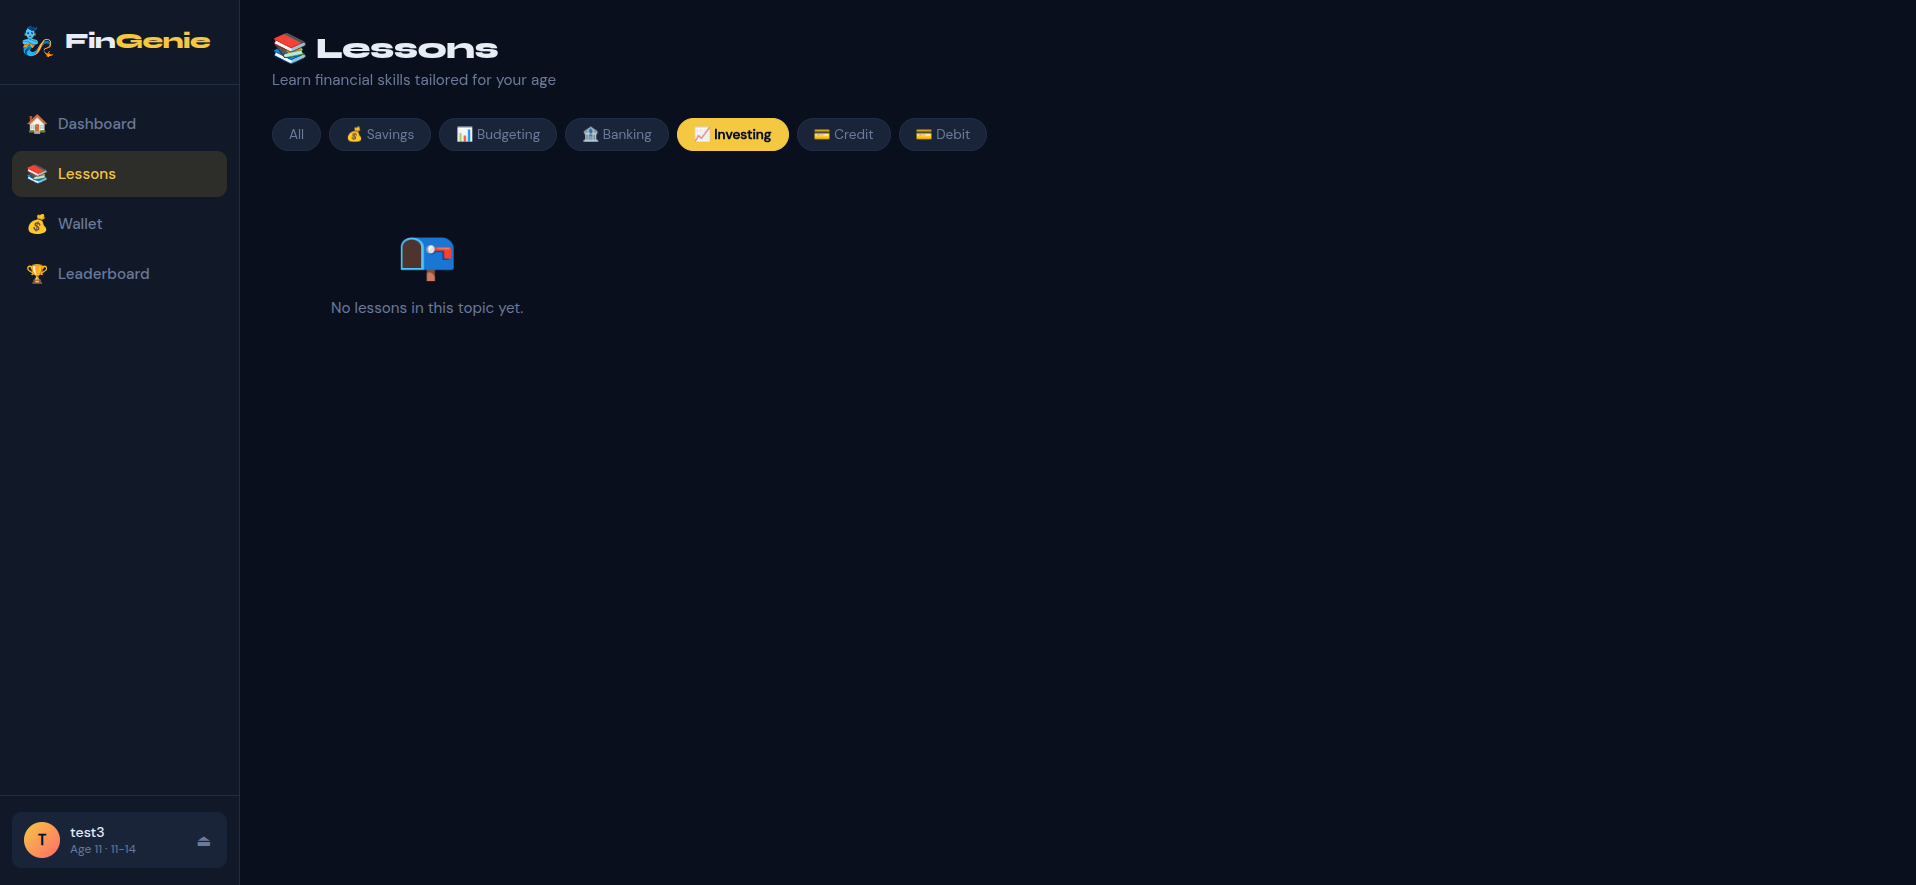 FinGenie
Dashboard
Lessons
Wallet
Leaderboard
T
test3
Age 11 · 11-14
Lessons
Learn financial skills tailored for your age
All
Savings
Budgeting
Banking
Investing
Credit
Debit
No lessons in this topic yet.